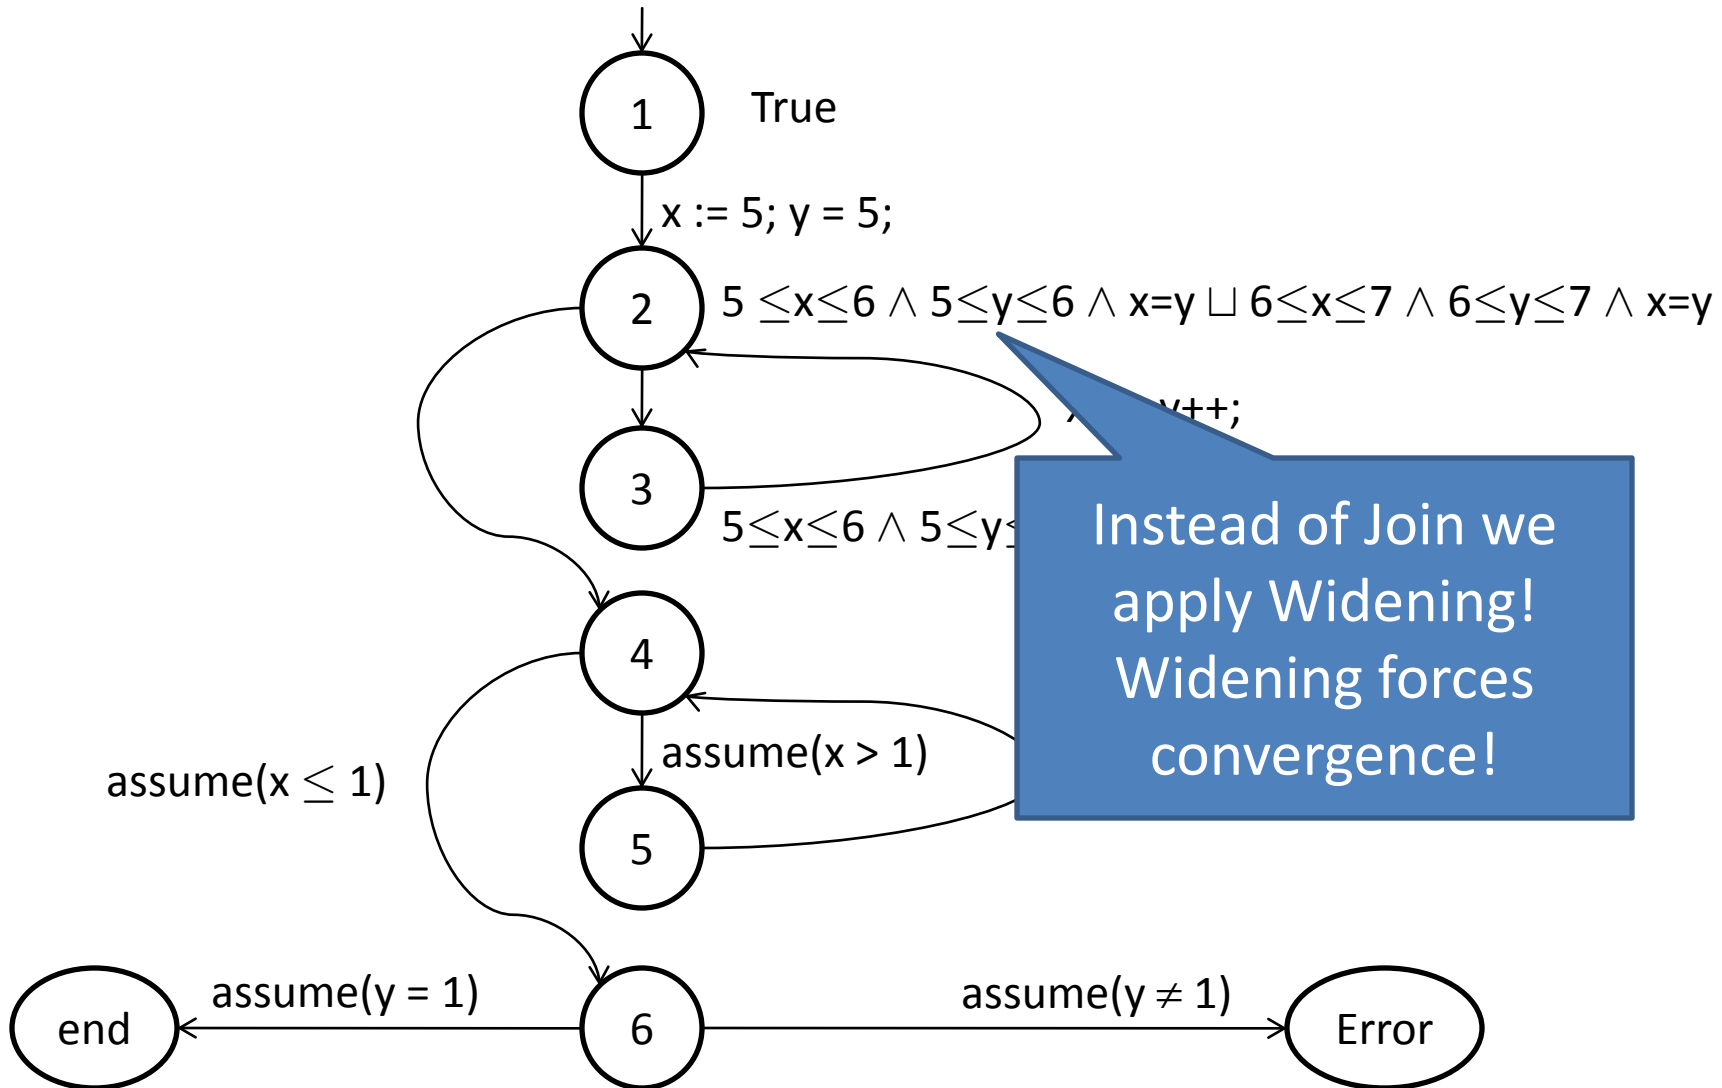 1
True
x := 5; y = 5;
2
5 ≤x≤6 ∧ 5≤y≤6 ∧ x=y ⊔ 6≤x≤7 ∧ 6≤y≤7 ∧ x=y
y++;
3
5≤x≤6 ∧ 5≤y≤
Instead of Join we
apply Widening!
Widening forces
convergence!
4
assume(x > 1)
assume(x ≤ 1)
5
assume(y = 1)
assume(y ≠ 1)
end
6
Error